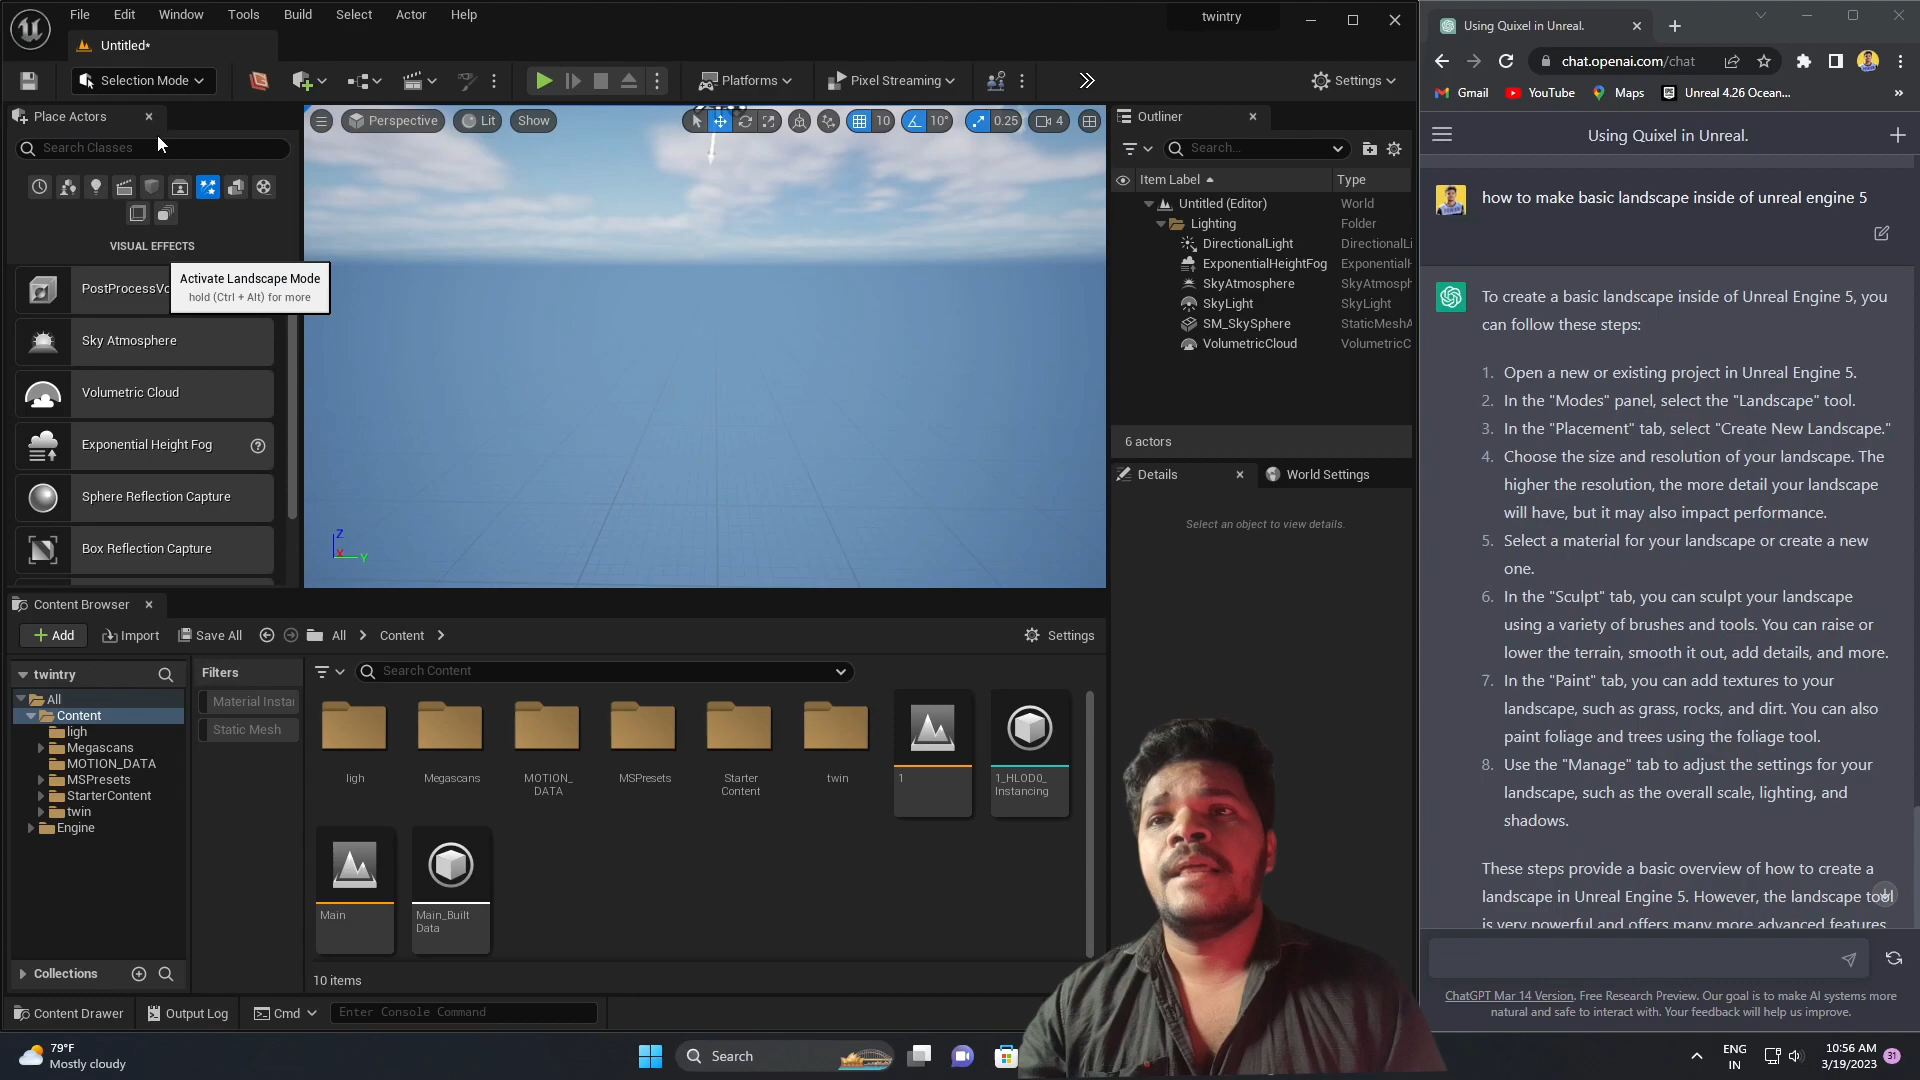 File Edit Window Tools Build Select Actor Help
twintry
Untitled*
Selection Mode
Platforms
Pixel Streaming
Settings
Place Actors
Search Classes
VISUAL EFFECTS
PostProcessVo
Activate Landscape Mode
hold (Ctrl + Alt) for more
Sky Atmosphere
Volumetric Cloud
Exponential Height Fog
Sphere Reflection Capture
Box Reflection Capture
Perspective
Lit
Show
10
10°
0.25
4
Z
X
Y
Outliner
Search...
Item Label
Type
Untitled (Editor)
World
Lighting
Folder
DirectionalLight
DirectionalLi
ExponentialHeightFog
ExponentialH
SkyAtmosphere
SkyAtmosph
SkyLight
SkyLight
SM_SkySphere
StaticMeshA
VolumetricCloud
VolumetricC
6 actors
Details
World Settings
Select an object to view details.
Content Browser
Add
Import
Save All
All
Content
Settings
twintry
Filters
Search Content
All
Content
ligh
Megascans
MOTION_DATA
MSPresets
StarterContent
twin
Engine
Material Instar
Static Mesh
ligh
Megascans
MOTION_
DATA
MSPresets
Starter
Content
twin
1
1_HLOD0_
Instancing
Main
Main_Built
Data
Collections
10 items
Content Drawer
Output Log
Cmd
Enter Console Command
79°F
Mostly cloudy
Search
Using Quixel in Unreal.
chat.openai.com/chat
Gmail
YouTube
Maps
Unreal 4.26 Ocean...
Using Quixel in Unreal.
how to make basic landscape inside of unreal engine 5
To create a basic landscape inside of Unreal Engine 5, you
can follow these steps:
1. Open a new or existing project in Unreal Engine 5.
2. In the "Modes" panel, select the "Landscape" tool.
3. In the "Placement" tab, select "Create New Landscape."
4. Choose the size and resolution of your landscape. The
higher the resolution, the more detail your landscape
will have, but it may also impact performance.
5. Select a material for your landscape or create a new
one.
6. In the "Sculpt" tab, you can sculpt your landscape
using a variety of brushes and tools. You can raise or
lower the terrain, smooth it out, add details, and more.
7. In the "Paint" tab, you can add textures to your
landscape, such as grass, rocks, and dirt. You can also
paint foliage and trees using the foliage tool.
8. Use the "Manage" tab to adjust the settings for your
landscape, such as the overall scale, lighting, and
shadows.
These steps provide a basic overview of how to create a
landscape in Unreal Engine 5. However, the landscape tool
is very powerful and offers many more advanced features
ChatGPT Mar 14 Version. Free Research Preview. Our goal is to make AI systems more
natural and safe to interact with. Your feedback will help us improve.
ENG
IN
10:56 AM
3/19/2023
31